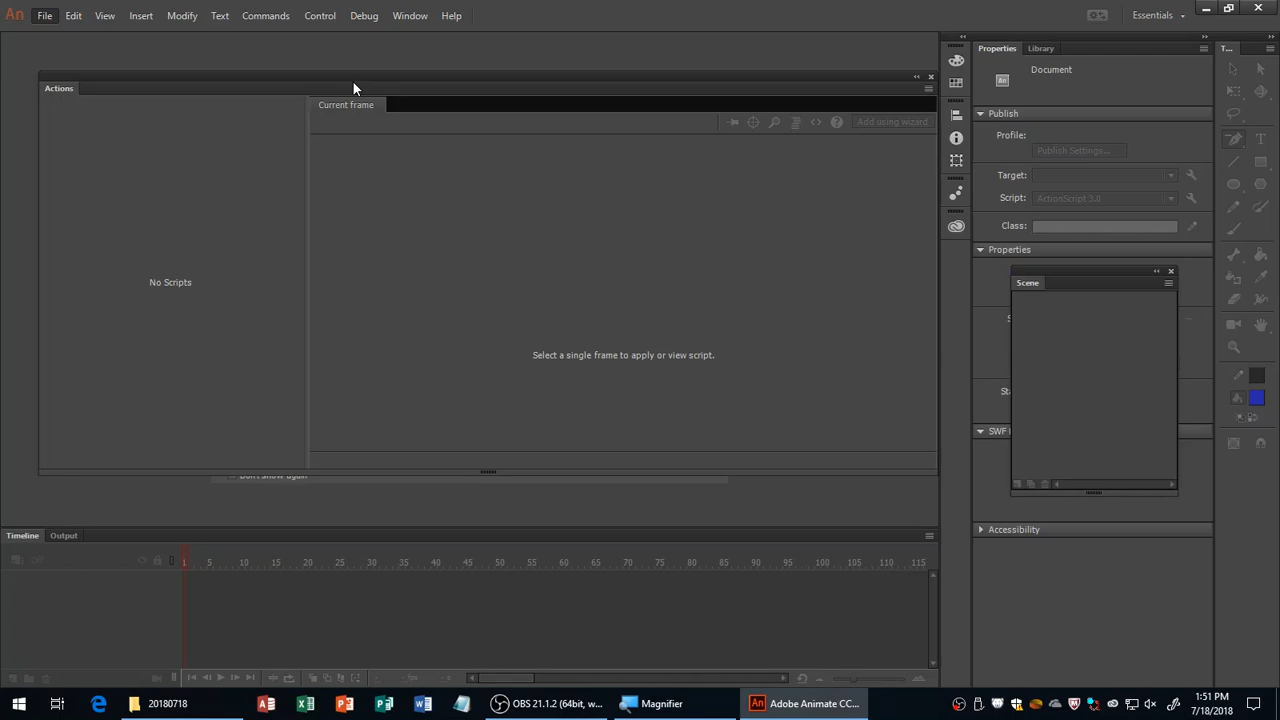 An File Edit View Insert Modify Text Commands Control Debug Window Help Essentials
Properties Library T...
Document
Actions
Current frame
Add using wizard
Publish
Profile:
Publish Settings...
Target:
Script: ActionScript 3.0
Class:
Properties
No Scripts
Scene
Select a single frame to apply or view script.
SWF
Don't show again
Accessibility
Timeline Output
1 5 10 15 20 25 30 35 40 45 50 55 60 65 70 75 80 85 90 95 100 105 110 115
20180718
OBS 21.1.2 (64bit, w...
Magnifier
An Adobe Animate CC...
1:51 PM
7/18/2018